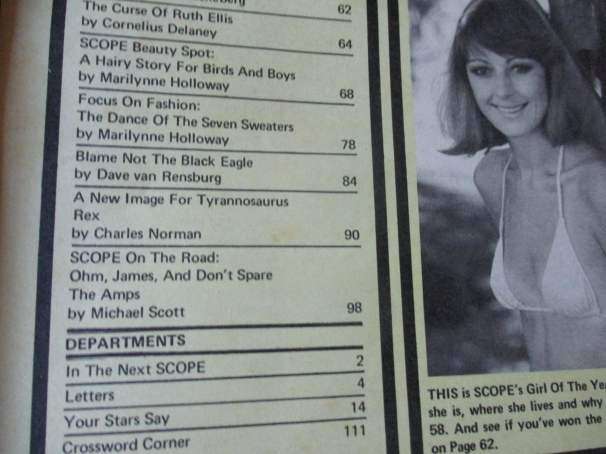 The Curse Of Ruth Ellis
by Cornelius Delaney
62
SCOPE Beauty Spot:
A Hairy Story For Birds And Boys
by Marilynne Holloway
64
Focus On Fashion:
The Dance Of The Seven Sweaters
by Marilynne Holloway
68
Blame Not The Black Eagle
by Dave van Rensburg
78
A New Image For Tyrannosaurus
Rex
by Charles Norman
84
90
SCOPE On The Road:
Ohm, James, And Don't Spare
The Amps
by Michael Scott
98
DEPARTMENTS
In The Next SCOPE 2
Letters 4
Your Stars Say 14
Crossword Corner 111
THIS is SCOPE's Girl Of The Ye
she is, where she lives and why
58. And see if you've won the
on Page 62.